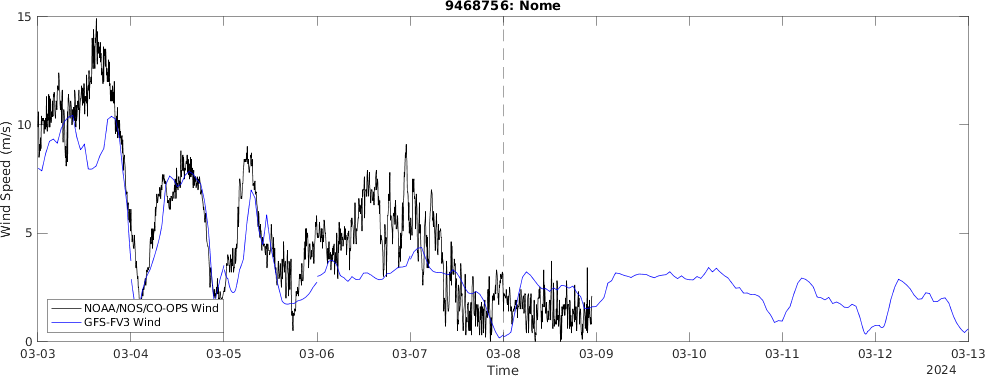 9468756: Nome
15
10
5
0
Wind Speed (m/s)
NOAA/NOS/CO-OPS Wind
GFS-FV3 Wind
03-03 03-04 03-05 03-06 03-07 03-08 03-09 03-10 03-11 03-12 03-13
Time
2024